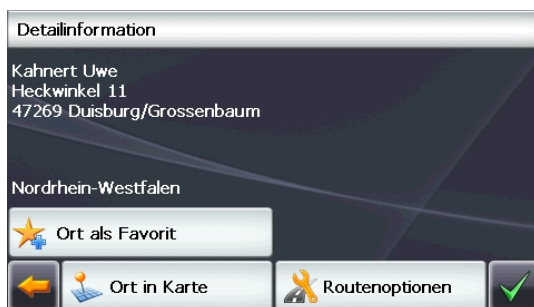 Detailinformation
Kahnert Uwe
Heckwinkel 11
47269 Duisburg/Grossenbaum
Nordrhein-Westfalen
Ort als Favorit
Ort in Karte
Routenoptionen